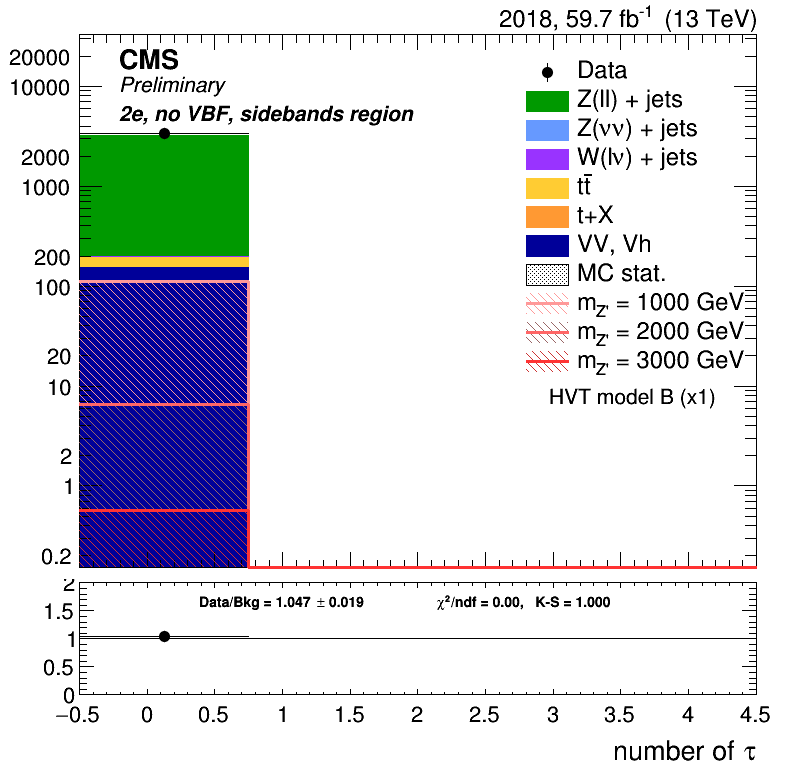 2018, 59.7 fb⁻¹ (13 TeV)
CMS
Preliminary
2e, no VBF, sidebands region
Data
Z(ll) + jets
Z(νν) + jets
W(lν) + jets
tt̄
t+X
VV, Vh
MC stat.
m_Z' = 1000 GeV
m_Z' = 2000 GeV
m_Z' = 3000 GeV
HVT model B (x1)
20000
10000
2000
1000
200
100
20
10
2
1
0.2
Data/Bkg = 1.047 ± 0.019 χ²/ndf = 0.00, K-S = 1.000
2
1.5
1
0.5
0
−0.5 0 0.5 1 1.5 2 2.5 3 3.5 4 4.5
number of τ